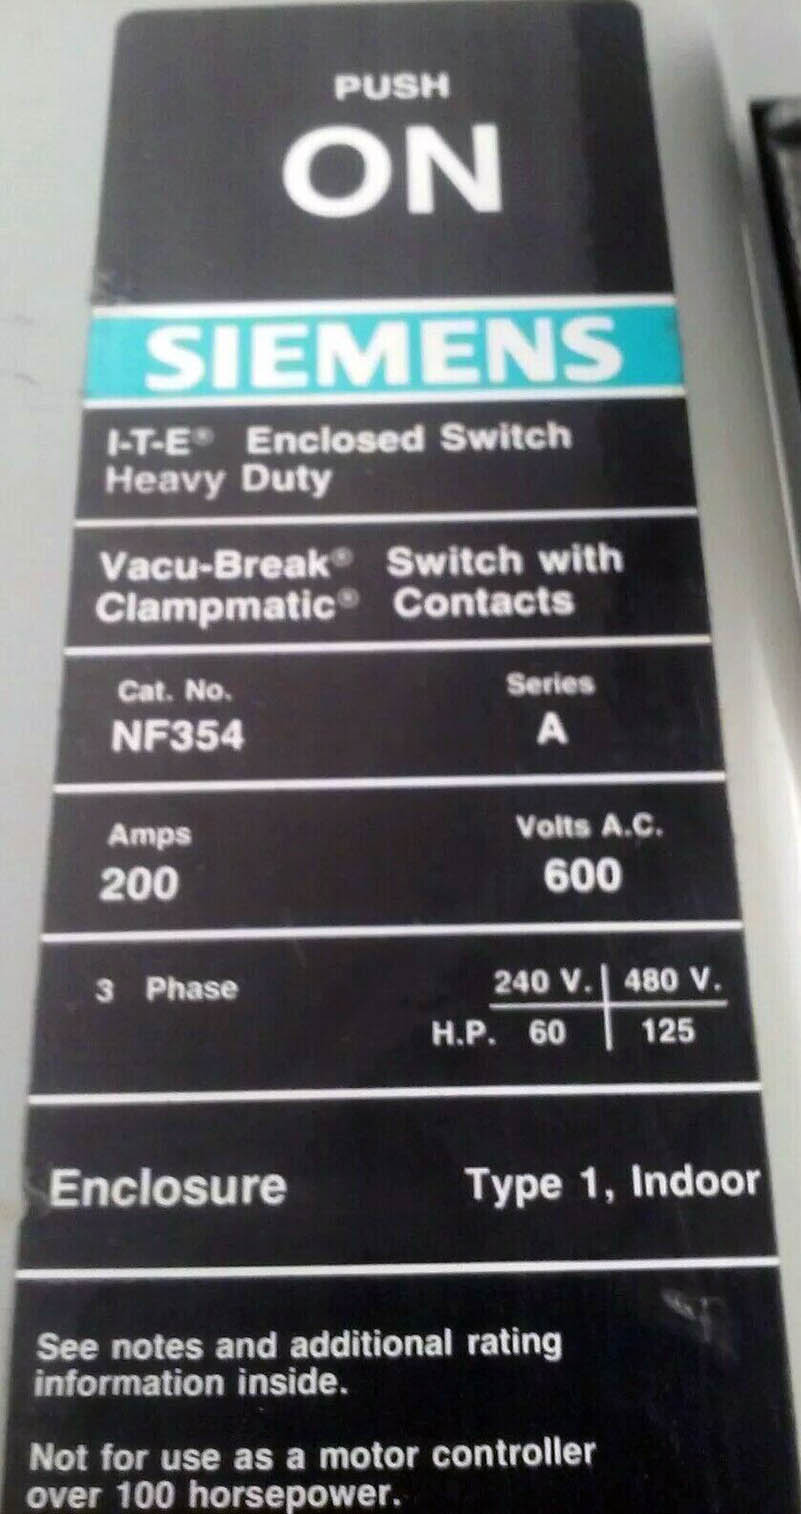 PUSH
ON
SIEMENS
I-T-E® Enclosed Switch
Heavy Duty
Vacu-Break® Switch with
Clampmatic® Contacts
Cat. No. Series
NF354 A
Amps Volts A.C.
200 600
3 Phase 240 V. 480 V.
H.P. 60 125
Enclosure Type 1, Indoor
See notes and additional rating
information inside.
Not for use as a motor controller
over 100 horsepower.